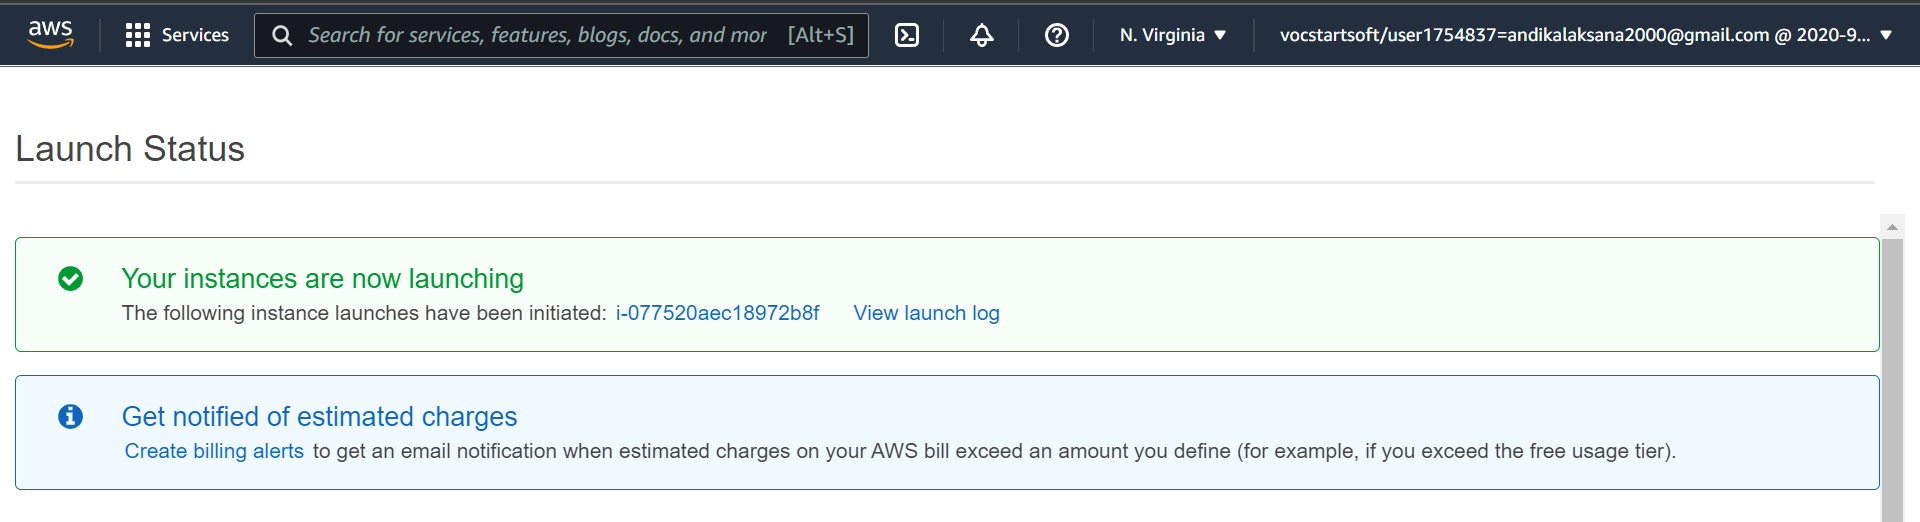 aws Services Search for services, features, blogs, docs, and mor [Alt+S] N. Virginia vocstartsoft/user1754837=andikalaksana2000@gmail.com @ 2020-9...
Launch Status
Your instances are now launching
The following instance launches have been initiated: i-077520aec18972b8f View launch log
Get notified of estimated charges
Create billing alerts to get an email notification when estimated charges on your AWS bill exceed an amount you define (for example, if you exceed the free usage tier).